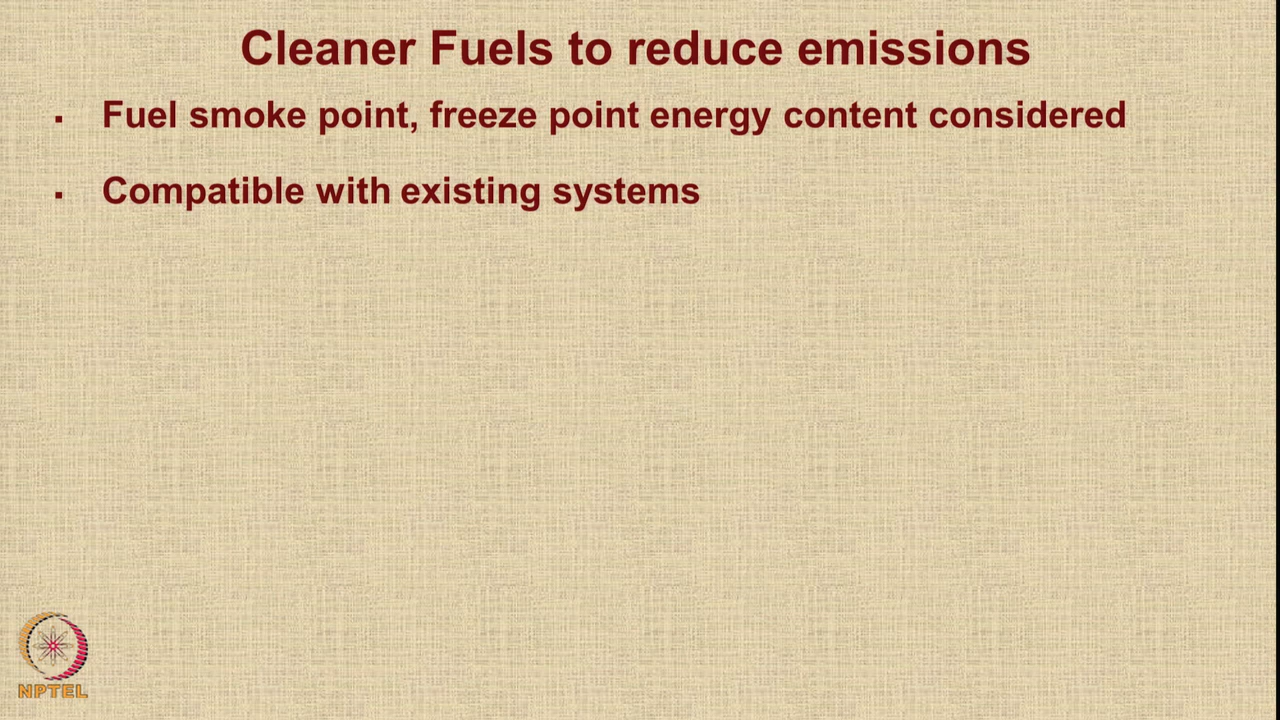 Cleaner Fuels to reduce emissions
▪ Fuel smoke point, freeze point energy content considered
▪ Compatible with existing systems
NPTEL